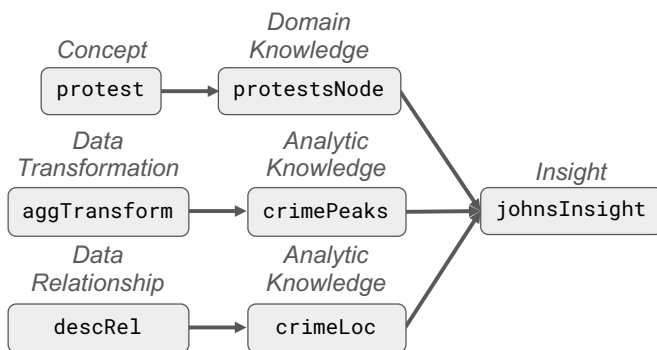 Concept
protest
Domain
Knowledge
protestsNode
Data
Transformation
aggTransform
Analytic
Knowledge
crimePeaks
Insight
johnsInsight
Data
Relationship
descRel
Analytic
Knowledge
crimeLoc